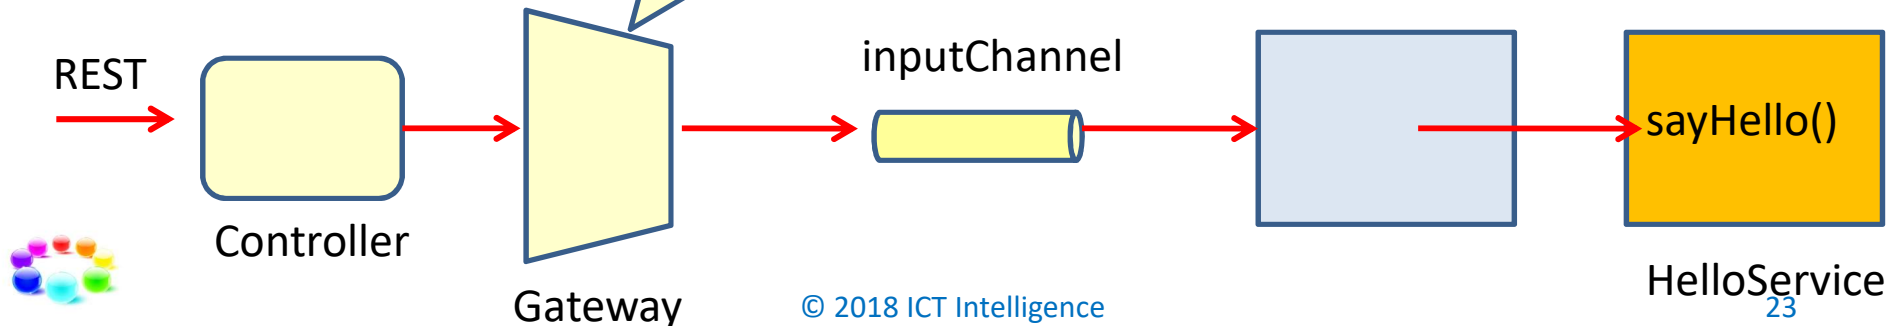 REST
inputChannel
sayHello()
Controller
HelloService
Gateway
© 2018 ICT Intelligence
23